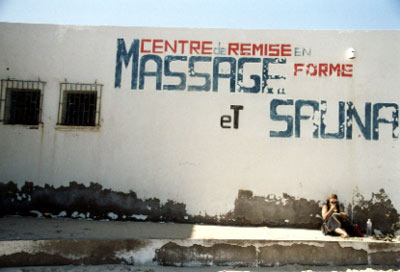 CENTRE de REMISE EN
MASSAGE FORME
eT SAUNA